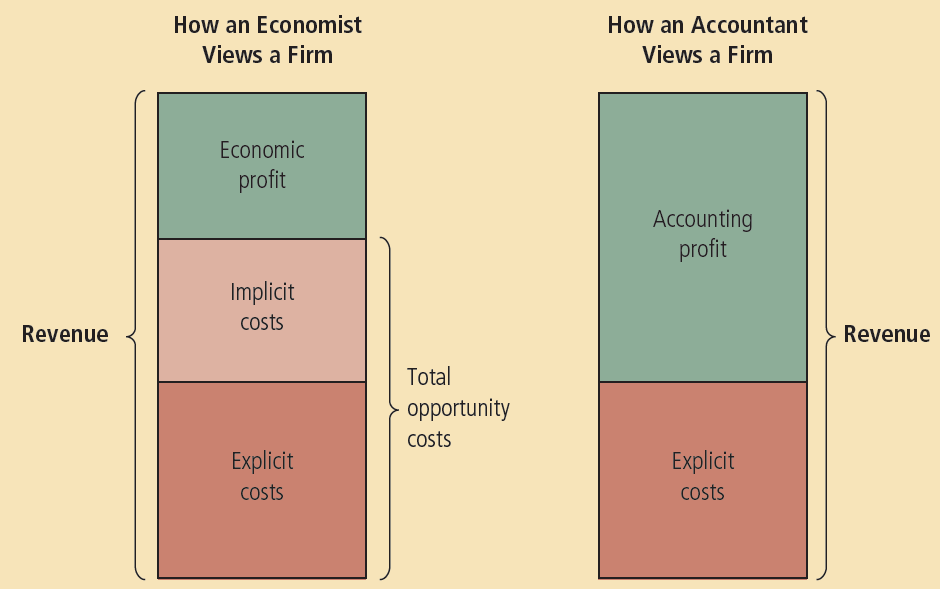 How an Economist
Views a Firm
Economic
profit
Implicit
costs
Explicit
costs
Revenue
Total
opportunity
costs
How an Accountant
Views a Firm
Accounting
profit
Explicit
costs
Revenue